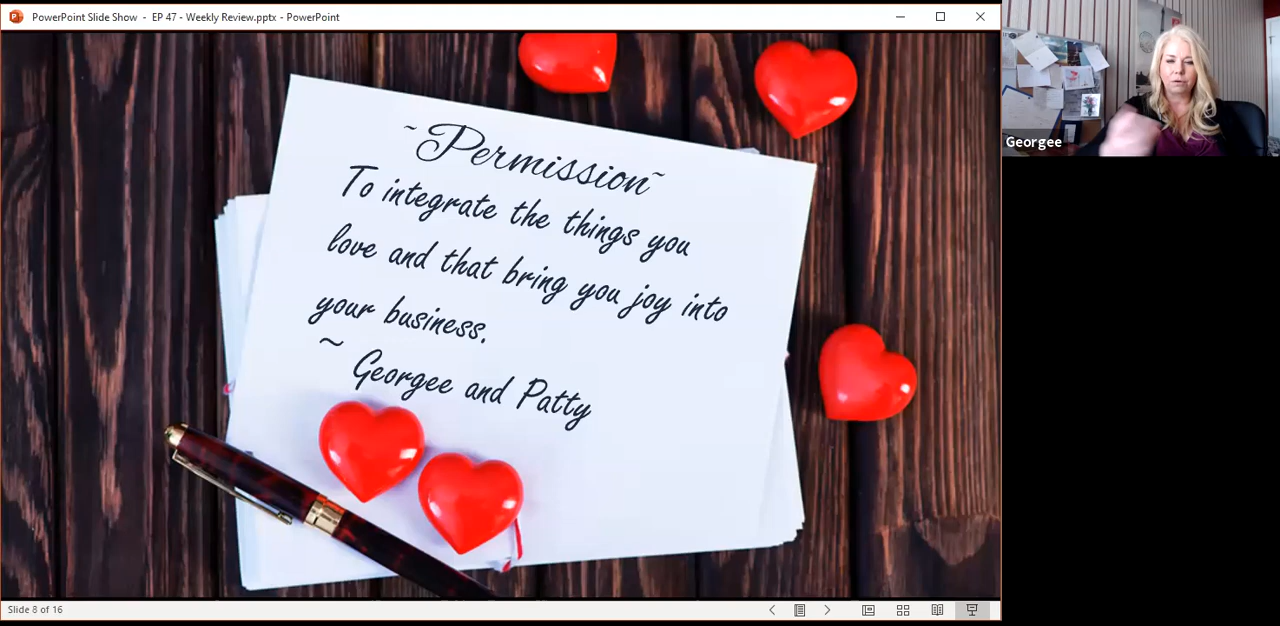 PowerPoint Slide Show - EP 47 - Weekly Review.pptx - PowerPoint
~Permission~
To integrate the things you
love and that bring you joy into
your business.
~ Georgee and Patty
Georgee
Slide 8 of 16